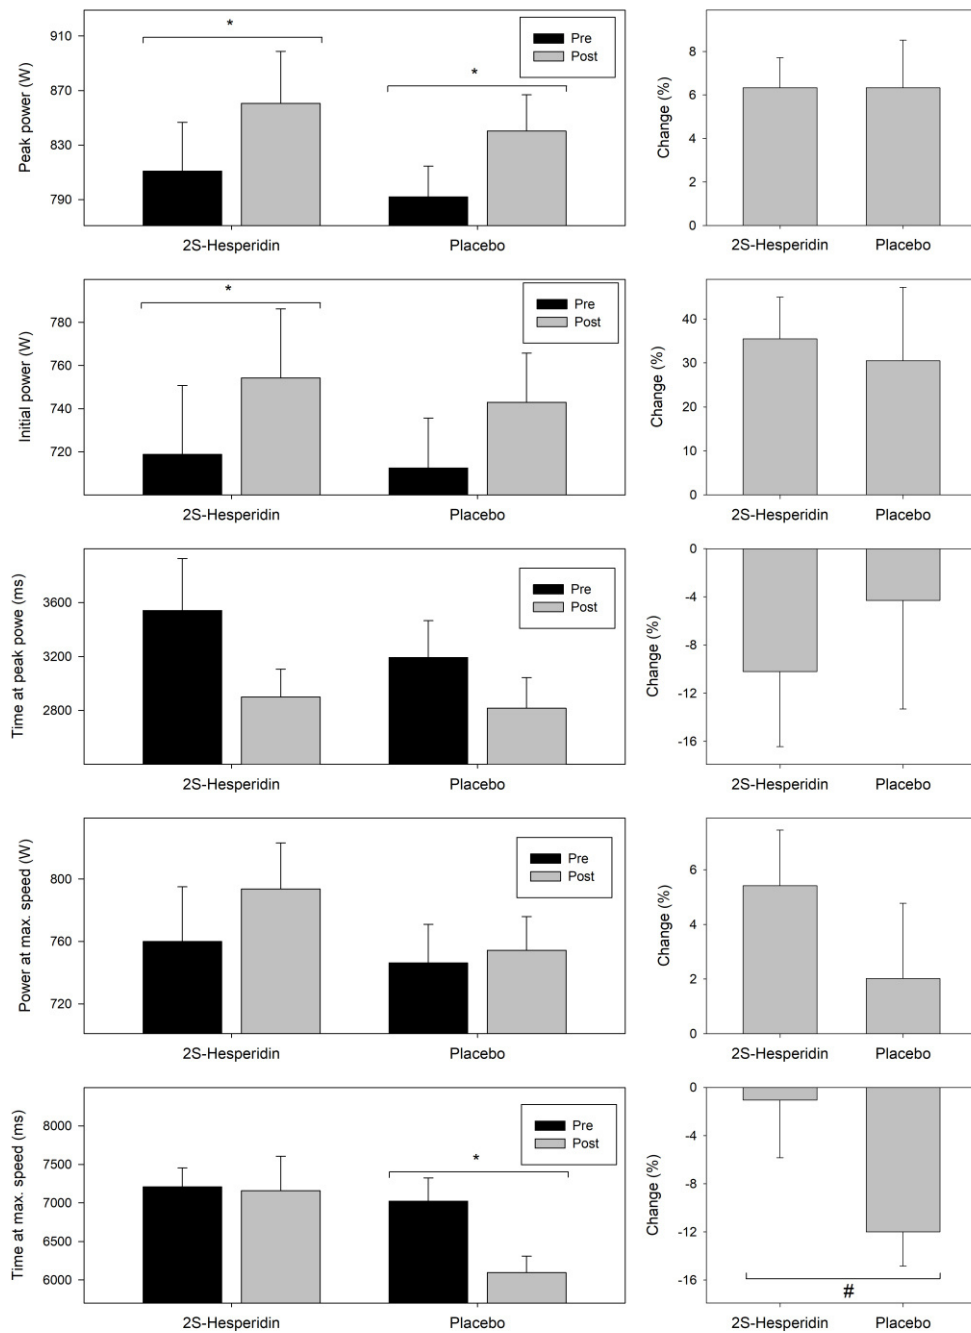 Peak power (W)
910
870
830
790
*
*
Pre
Post
2S-Hesperidin
Placebo
Change (%)
8
6
4
2
0
2S-Hesperidin
Placebo
Initial power (W)
780
760
740
720
*
Pre
Post
2S-Hesperidin
Placebo
Change (%)
40
30
20
10
0
2S-Hesperidin
Placebo
Time at peak powe (ms)
3600
3200
2800
Pre
Post
2S-Hesperidin
Placebo
Change (%)
0
-4
-8
-12
-16
2S-Hesperidin
Placebo
Power at max. speed (W)
800
760
720
Pre
Post
2S-Hesperidin
Placebo
Change (%)
6
4
2
0
2S-Hesperidin
Placebo
Time at max. speed (ms)
8000
7500
7000
6500
6000
*
Pre
Post
2S-Hesperidin
Placebo
Change (%)
0
-4
-8
-12
-16
#
2S-Hesperidin
Placebo